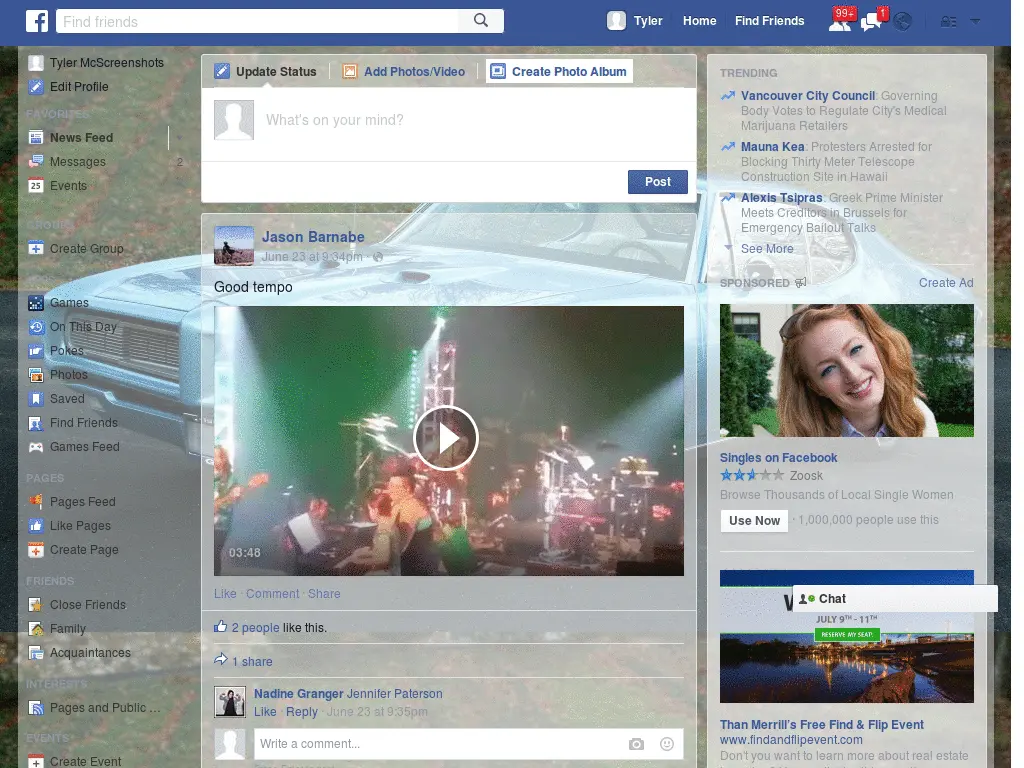 Find friends
Tyler
Home
Find Friends
99+
1
Tyler McScreenshots
Edit Profile
FAVORITES
News Feed
Messages
2
25
Events
GROUPS
Create Group
Games
On This Day
Pokes
Photos
Saved
Find Friends
Games Feed
PAGES
Pages Feed
Like Pages
Create Page
FRIENDS
Close Friends
Family
Acquaintances
INTERESTS
Pages and Public ...
EVENTS
Create Event
Update Status
Add Photos/Video
Create Photo Album
What's on your mind?
Post
Jason Barnabe
June 23 at 9:34pm ·
Good tempo
03:48
Like · Comment · Share
2 people like this.
1 share
Nadine Granger Jennifer Paterson
Like · Reply · June 23 at 9:35pm
Write a comment...
TRENDING
Vancouver City Council: Governing
Body Votes to Regulate City's Medical
Marijuana Retailers
Mauna Kea: Protesters Arrested for
Blocking Thirty Meter Telescope
Construction Site in Hawaii
Alexis Tsipras: Greek Prime Minister
Meets Creditors in Brussels for
Emergency Bailout Talks
See More
SPONSORED
Create Ad
Singles on Facebook
Zoosk
Browse Thousands of Local Single Women
Use Now · 1,000,000 people use this
Chat
JULY 9TH - 11TH
RESERVE MY SEAT!
Than Merrill's Free Find & Flip Event
www.findandflipevent.com
Don't you want to learn more about real estate